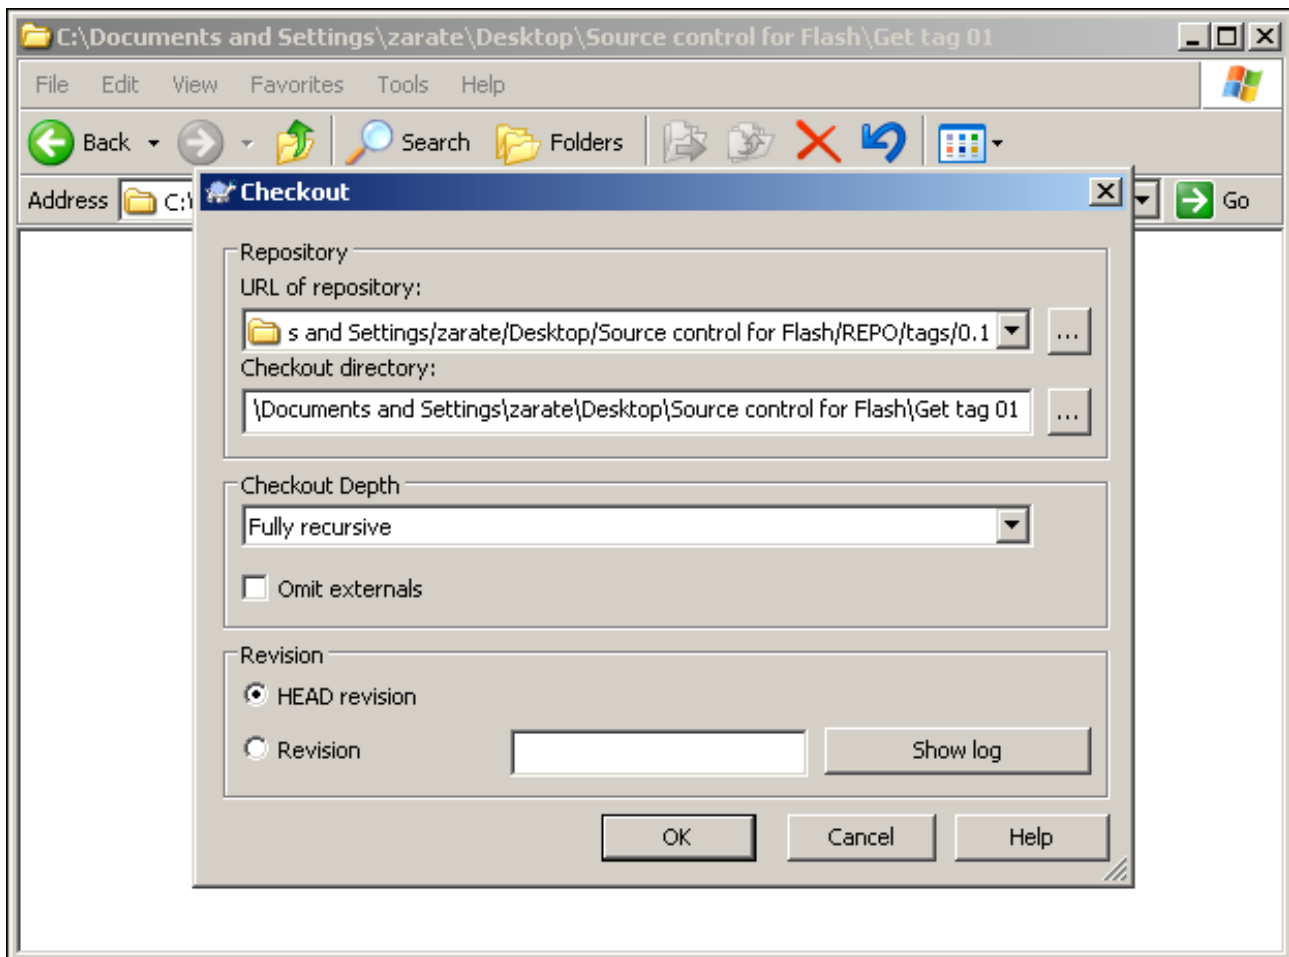 C:\Documents and Settings\zarate\Desktop\Source control for Flash\Get tag 01
File Edit View Favorites Tools Help
Back Search Folders
Address C:\ Go
Checkout
Repository
URL of repository:
s and Settings/zarate/Desktop/Source control for Flash/REPO/tags/0.1 ...
Checkout directory:
\Documents and Settings\zarate\Desktop\Source control for Flash\Get tag 01 ...
Checkout Depth
Fully recursive
Omit externals
Revision
HEAD revision
Revision Show log
OK Cancel Help